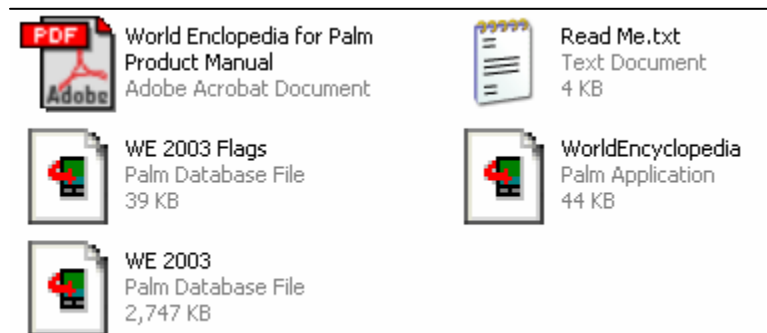 PDF
Adobe
World Enclopedia for Palm
Product Manual
Adobe Acrobat Document
Read Me.txt
Text Document
4 KB
WE 2003 Flags
Palm Database File
39 KB
WorldEncyclopedia
Palm Application
44 KB
WE 2003
Palm Database File
2,747 KB